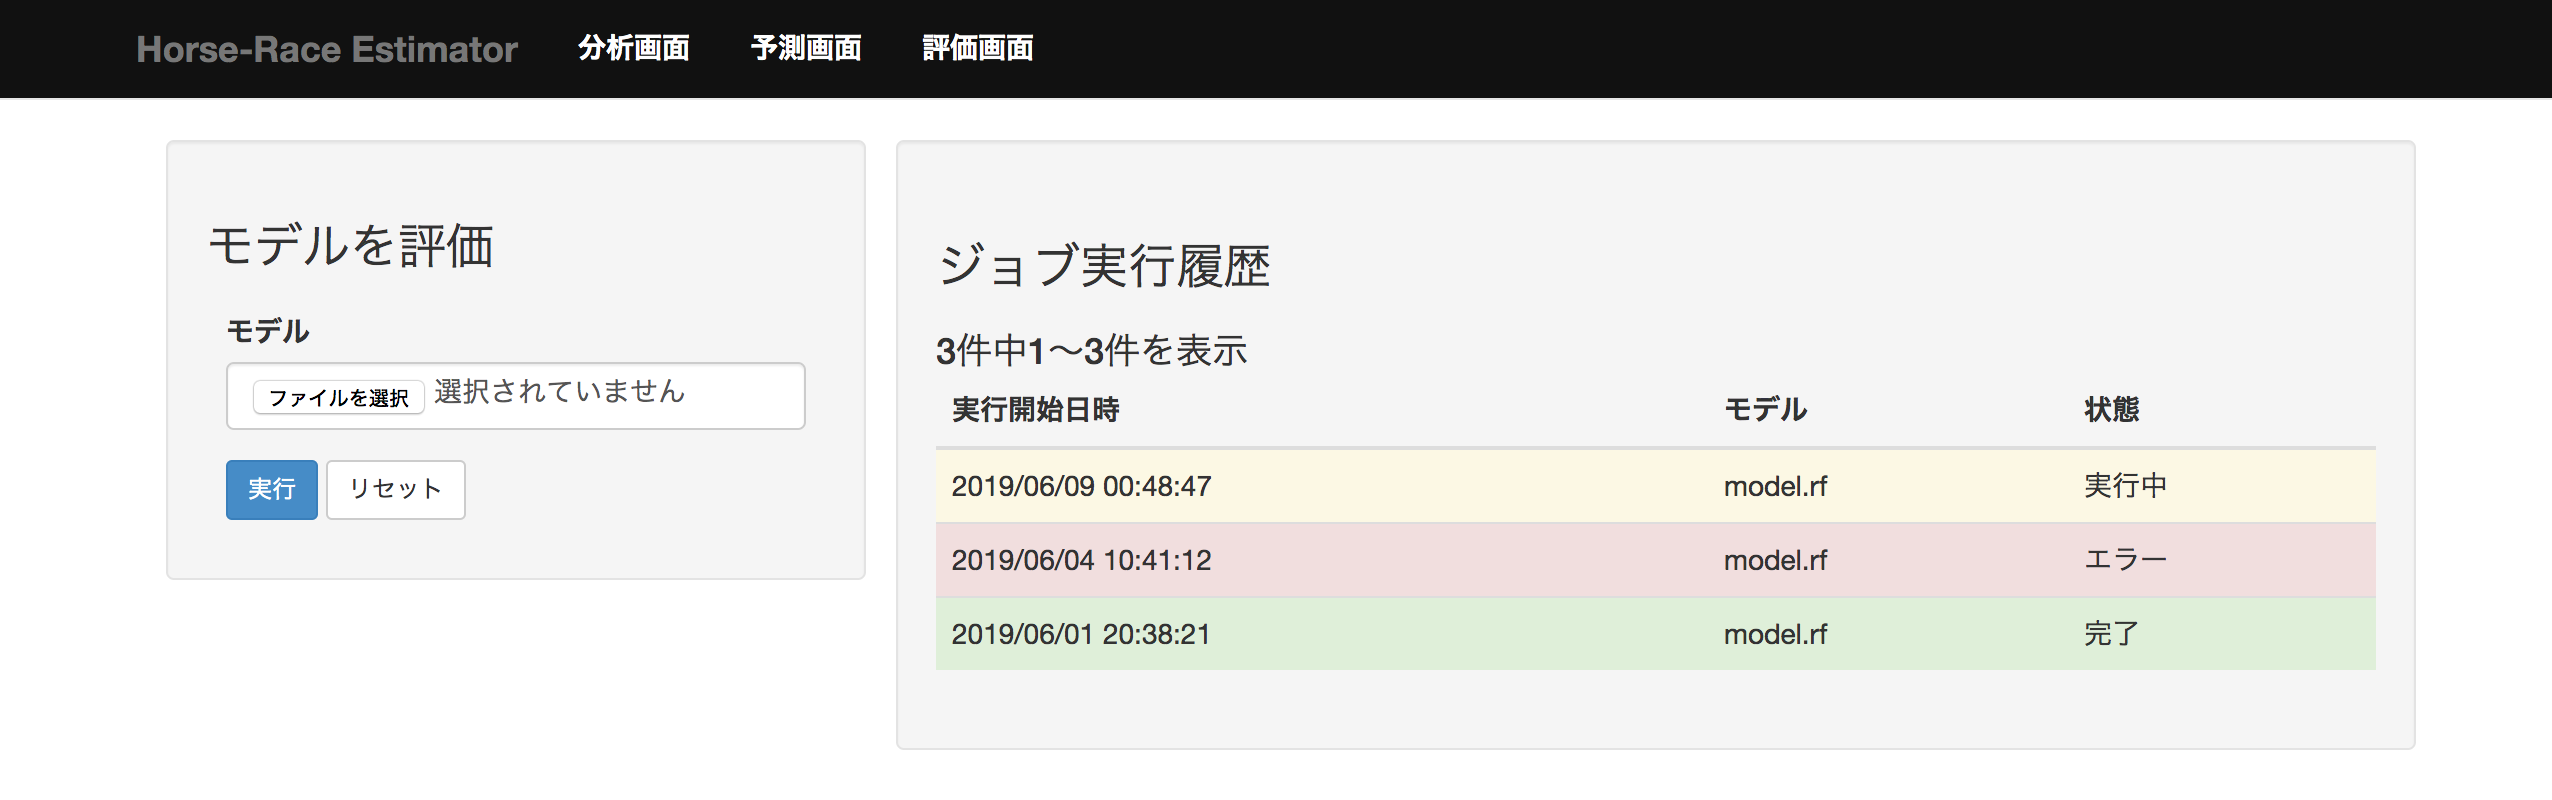 Horse-Race Estimator 分析画面 予測画面 評価画面
モデルを評価
モデル
ファイルを選択 選択されていません
実行 リセット
ジョブ実行履歴
3件中1〜3件を表示
実行開始日時 モデル 状態
2019/06/09 00:48:47 model.rf 実行中
2019/06/04 10:41:12 model.rf エラー
2019/06/01 20:38:21 model.rf 完了